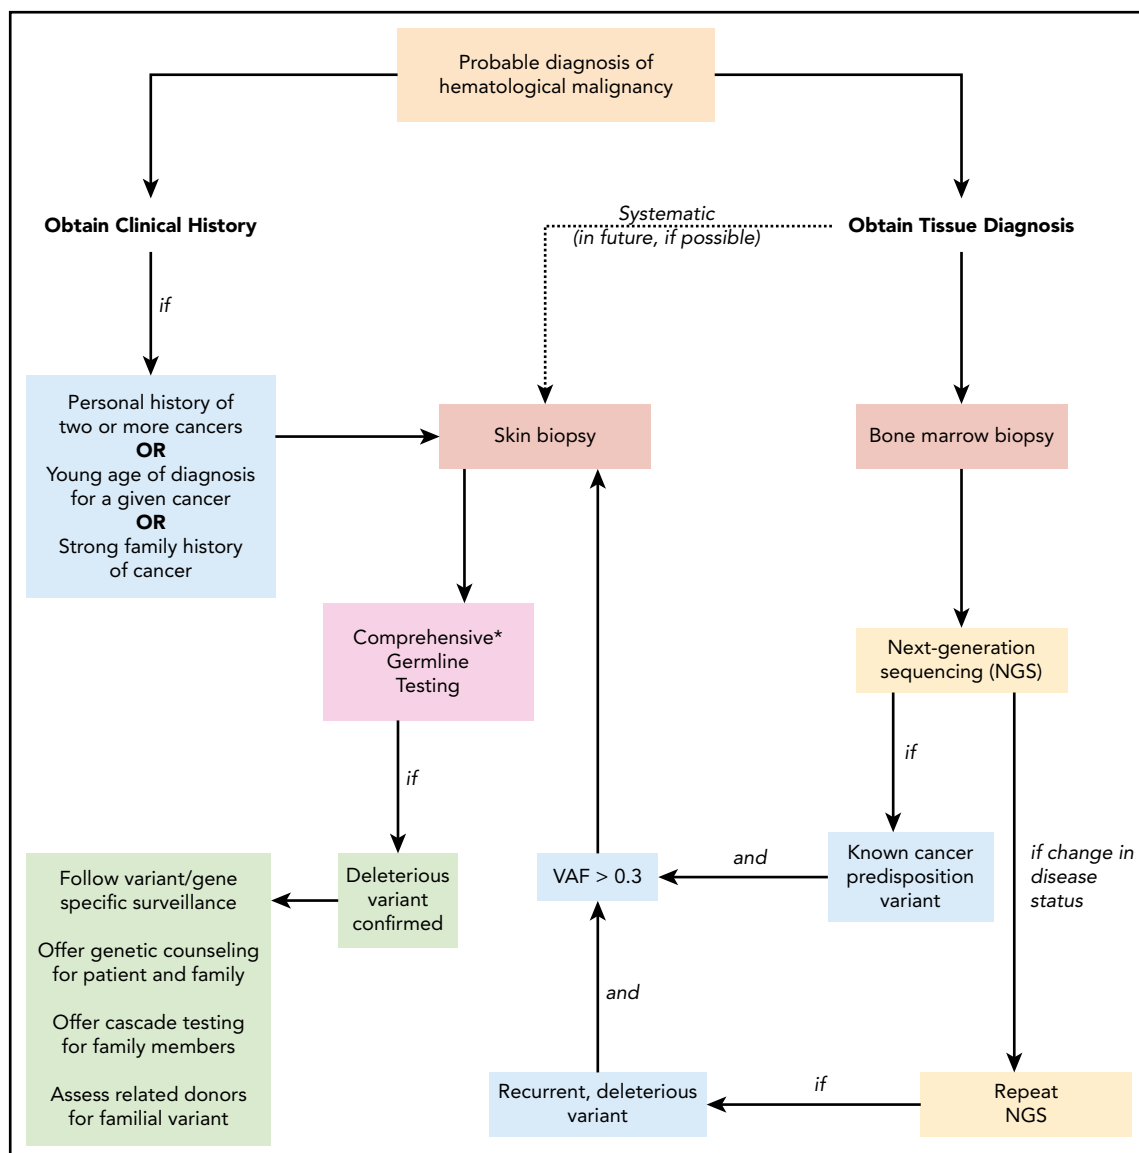 Probable diagnosis of
hematological malignancy
Obtain Clinical History
Systematic
(in future, if possible)
Obtain Tissue Diagnosis
if
Personal history of
two or more cancers
OR
Young age of diagnosis
for a given cancer
OR
Strong family history
of cancer
Skin biopsy
Bone marrow biopsy
Comprehensive*
Germline
Testing
Next-generation
sequencing (NGS)
if
if
if change in
disease
status
Deleterious
variant
confirmed
VAF > 0.3
and
Known cancer
predisposition
variant
Follow variant/gene
specific surveillance
Offer genetic counseling
for patient and family
Offer cascade testing
for family members
Assess related donors
for familial variant
and
Recurrent, deleterious
variant
if
Repeat
NGS